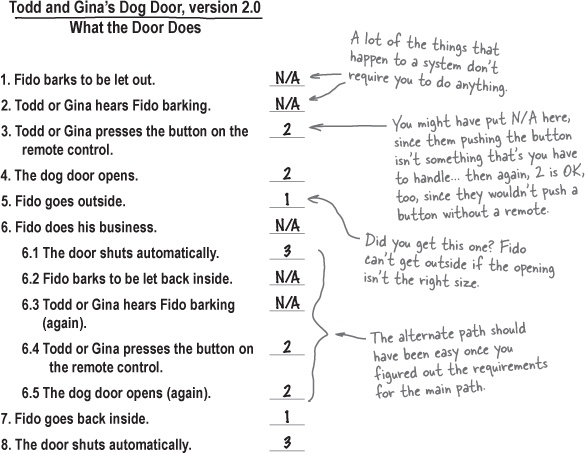 Todd and Gina's Dog Door, version 2.0
What the Door Does
1. Fido barks to be let out. N/A
2. Todd or Gina hears Fido barking. N/A
3. Todd or Gina presses the button on the 2
remote control.
4. The dog door opens. 2
5. Fido goes outside. 1
6. Fido does his business. N/A
6.1 The door shuts automatically. 3
6.2 Fido barks to be let back inside. N/A
6.3 Todd or Gina hears Fido barking N/A
(again).
6.4 Todd or Gina presses the button on 2
the remote control.
6.5 The dog door opens (again). 2
7. Fido goes back inside. 1
8. The door shuts automatically. 3
A lot of the things that
happen to a system don't
require you to do anything.
You might have put N/A here,
since them pushing the button
isn't something that's you have
to handle... then again, 2 is OK,
too, since they wouldn't push a
button without a remote.
Did you get this one? Fido
can't get outside if the opening
isn't the right size.
The alternate path should
have been easy once you
figured out the requirements
for the main path.